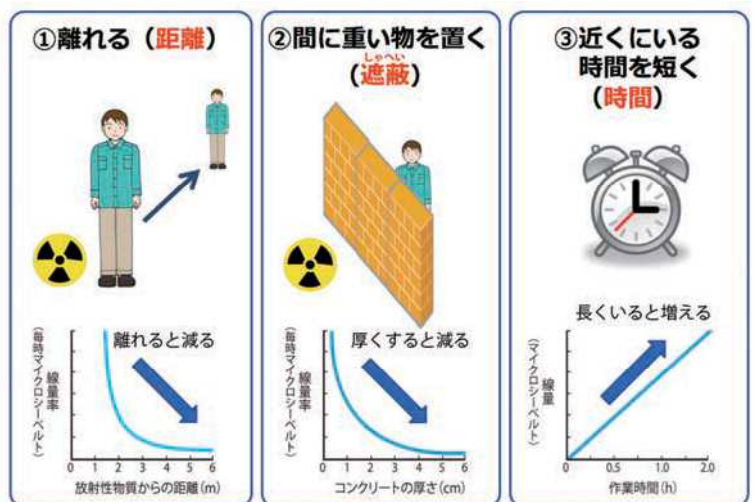 ①離れる（距離）
離れると減る
線量率
（毎時マイクロシーベルト）
0 1 2 3 4 5 6
放射性物質からの距離（m）
②間に重い物を置く
しゃへい
（遮蔽）
厚くすると減る
線量率
（毎時マイクロシーベルト）
0 1 2 3 4 5 6
コンクリートの厚さ（cm）
③近くにいる
時間を短く
（時間）
長くいると増える
線量
（マイクロシーベルト）
0 1.0 2.0
作業時間（h）